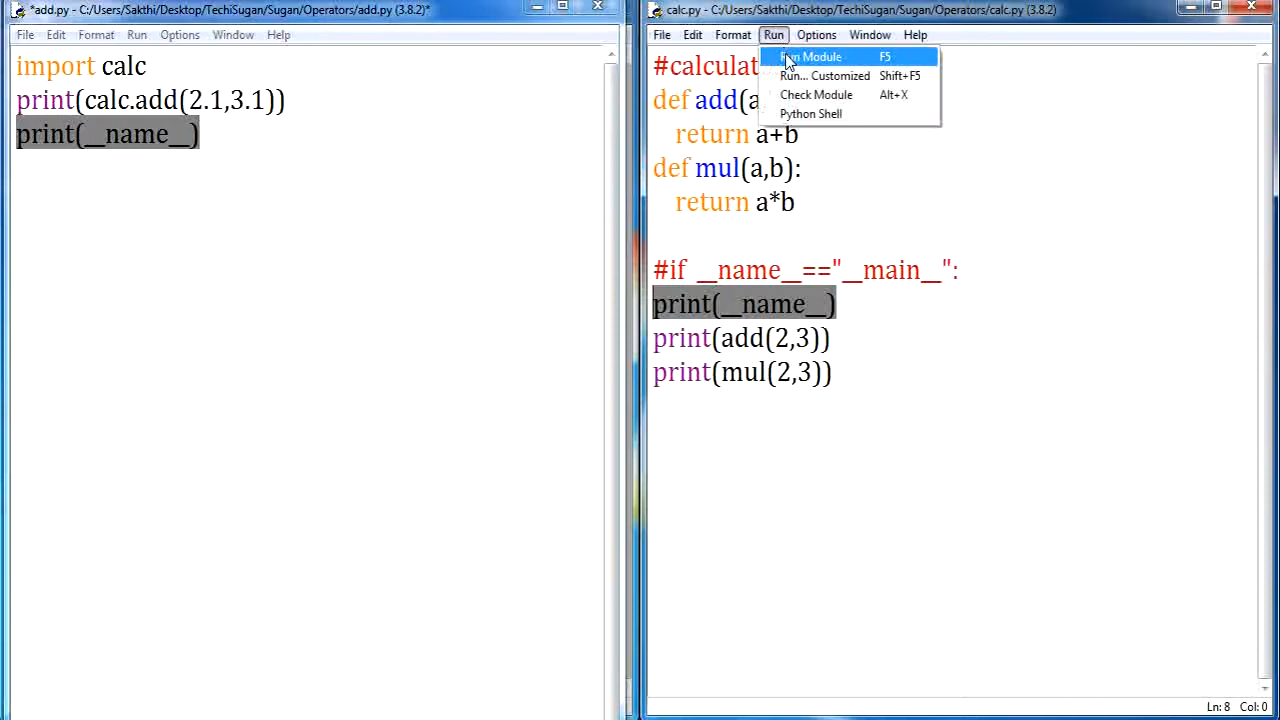 *add.py - C:/Users/Sakthi/Desktop/TechiSugan/Sugan/Operators/add.py (3.8.2)*
File Edit Format Run Options Window Help
import calc
print(calc.add(2.1,3.1))
print(__name__)
calc.py - C:/Users/Sakthi/Desktop/TechiSugan/Sugan/Operators/calc.py (3.8.2)
File Edit Format Run Options Window Help
Run Module F5
Run... Customized Shift+F5
Check Module Alt+X
Python Shell
#calculat
def add(a
return a+b
def mul(a,b):
return a*b
#if __name__=="__main__":
print(__name__)
print(add(2,3))
print(mul(2,3))
Ln: 8 Col: 0